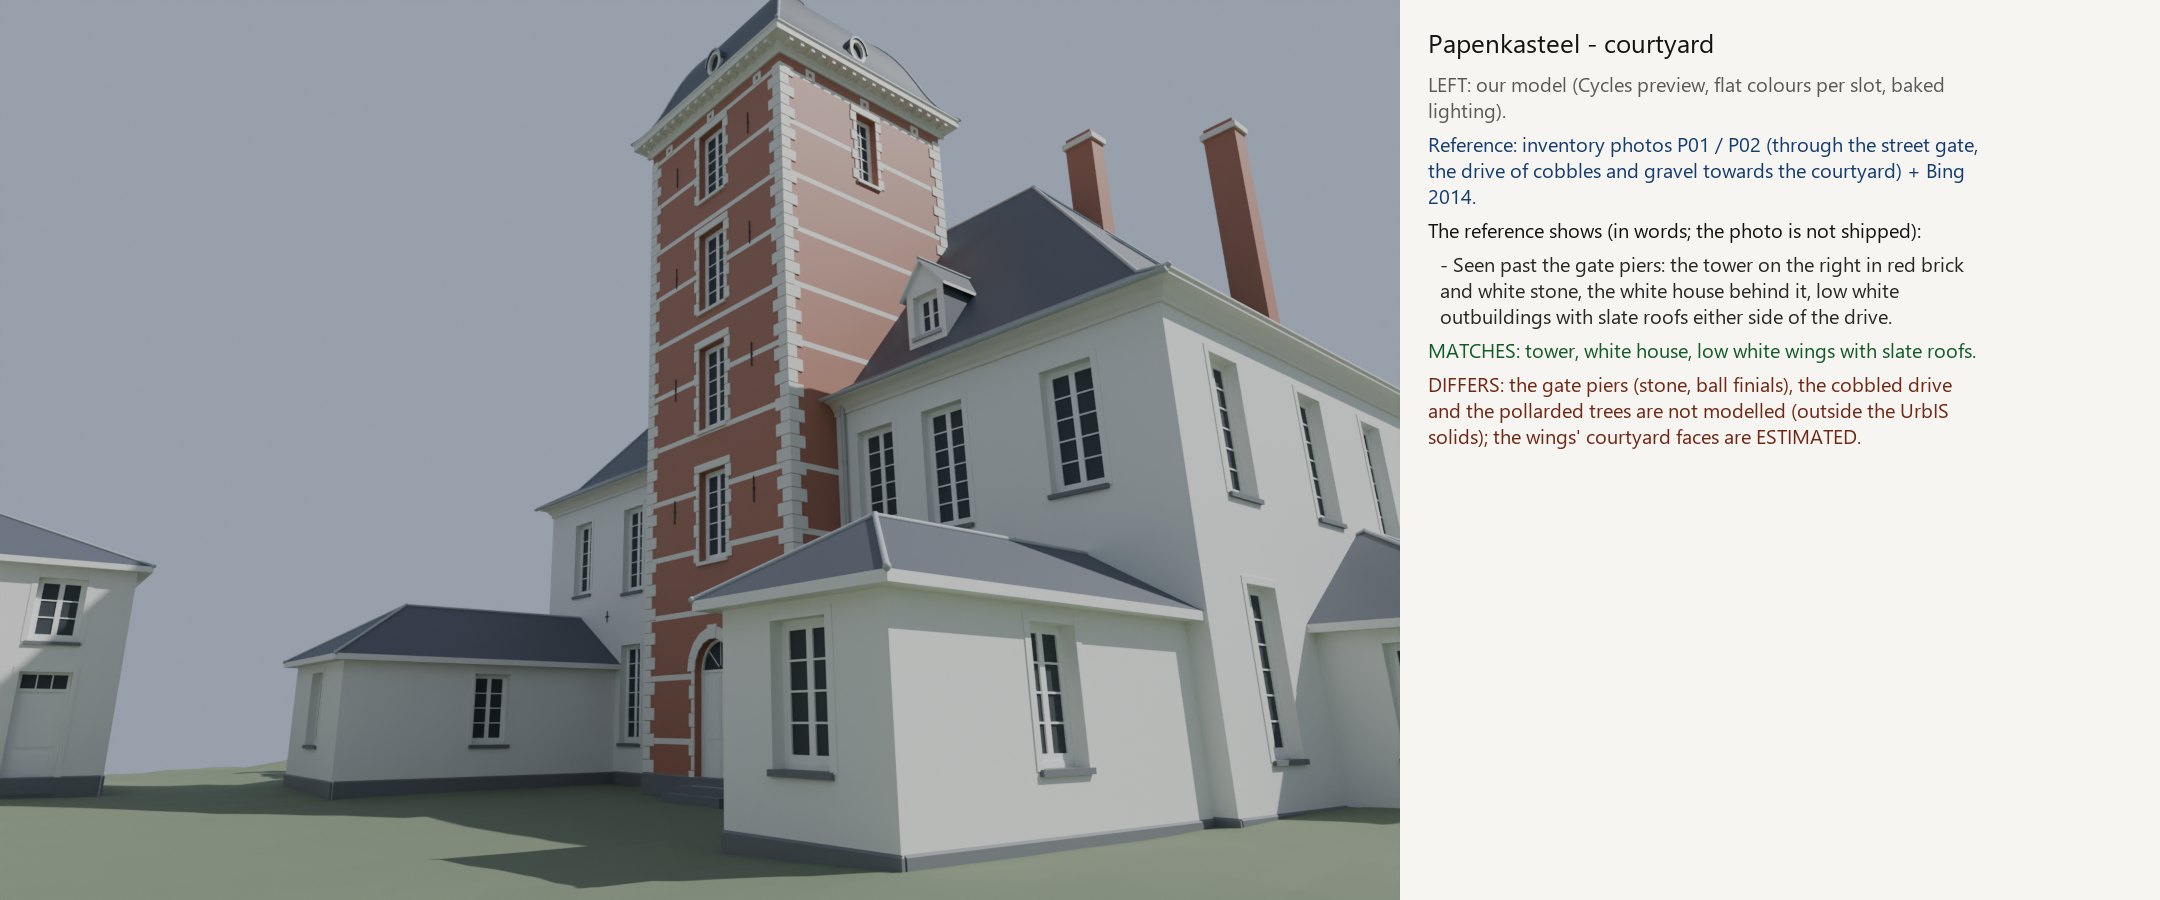 Papenkasteel - courtyard
LEFT: our model (Cycles preview, flat colours per slot, baked
lighting).
Reference: inventory photos P01 / P02 (through the street gate,
the drive of cobbles and gravel towards the courtyard) + Bing
2014.
The reference shows (in words; the photo is not shipped):
- Seen past the gate piers: the tower on the right in red brick
and white stone, the white house behind it, low white
outbuildings with slate roofs either side of the drive.
MATCHES: tower, white house, low white wings with slate roofs.
DIFFERS: the gate piers (stone, ball finials), the cobbled drive
and the pollarded trees are not modelled (outside the UrbIS
solids); the wings' courtyard faces are ESTIMATED.